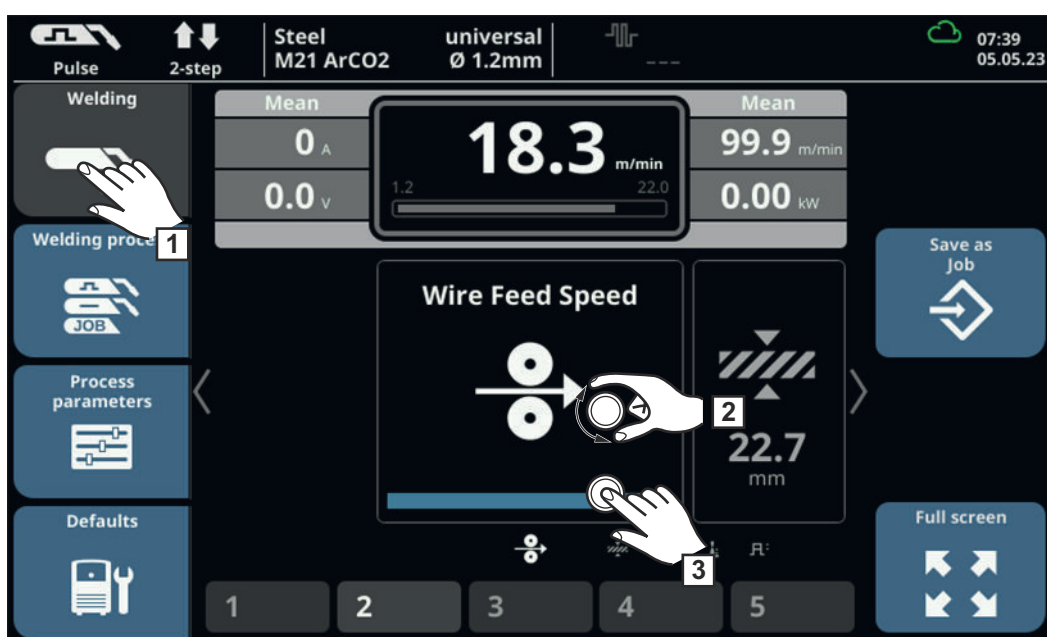 Pulse
2-step
Steel universal
M21 ArCO2 Ø 1.2mm
---
07:39
05.05.23
Welding
1
Welding proce
JOB
Process
parameters
Defaults
Mean
0 A
0.0 V
18.3 m/min
1.2 22.0
Mean
99.9 m/min
0.00 kW
Wire Feed Speed
2
3
22.7
mm
1 2 3 4 5
Save as
Job
Full screen